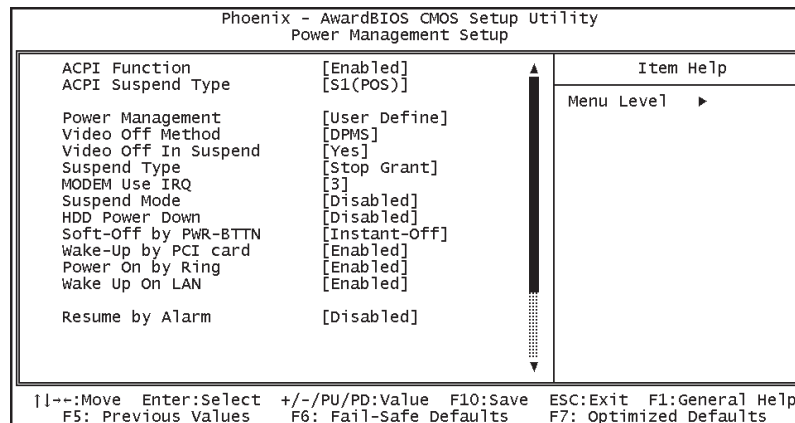 Phoenix - AwardBIOS CMOS Setup Utility
Power Management Setup
ACPI Function [Enabled]
ACPI Suspend Type [S1(POS)]
Power Management [User Define]
Video Off Method [DPMS]
Video Off In Suspend [Yes]
Suspend Type [Stop Grant]
MODEM Use IRQ [3]
Suspend Mode [Disabled]
HDD Power Down [Disabled]
Soft-Off by PWR-BTTN [Instant-Off]
Wake-Up by PCI card [Enabled]
Power On by Ring [Enabled]
Wake Up On LAN [Enabled]
Resume by Alarm [Disabled]
Item Help
Menu Level ▶
↑↓→←:Move Enter:Select +/-/PU/PD:Value F10:Save ESC:Exit F1:General Help
F5: Previous Values F6: Fail-Safe Defaults F7: Optimized Defaults